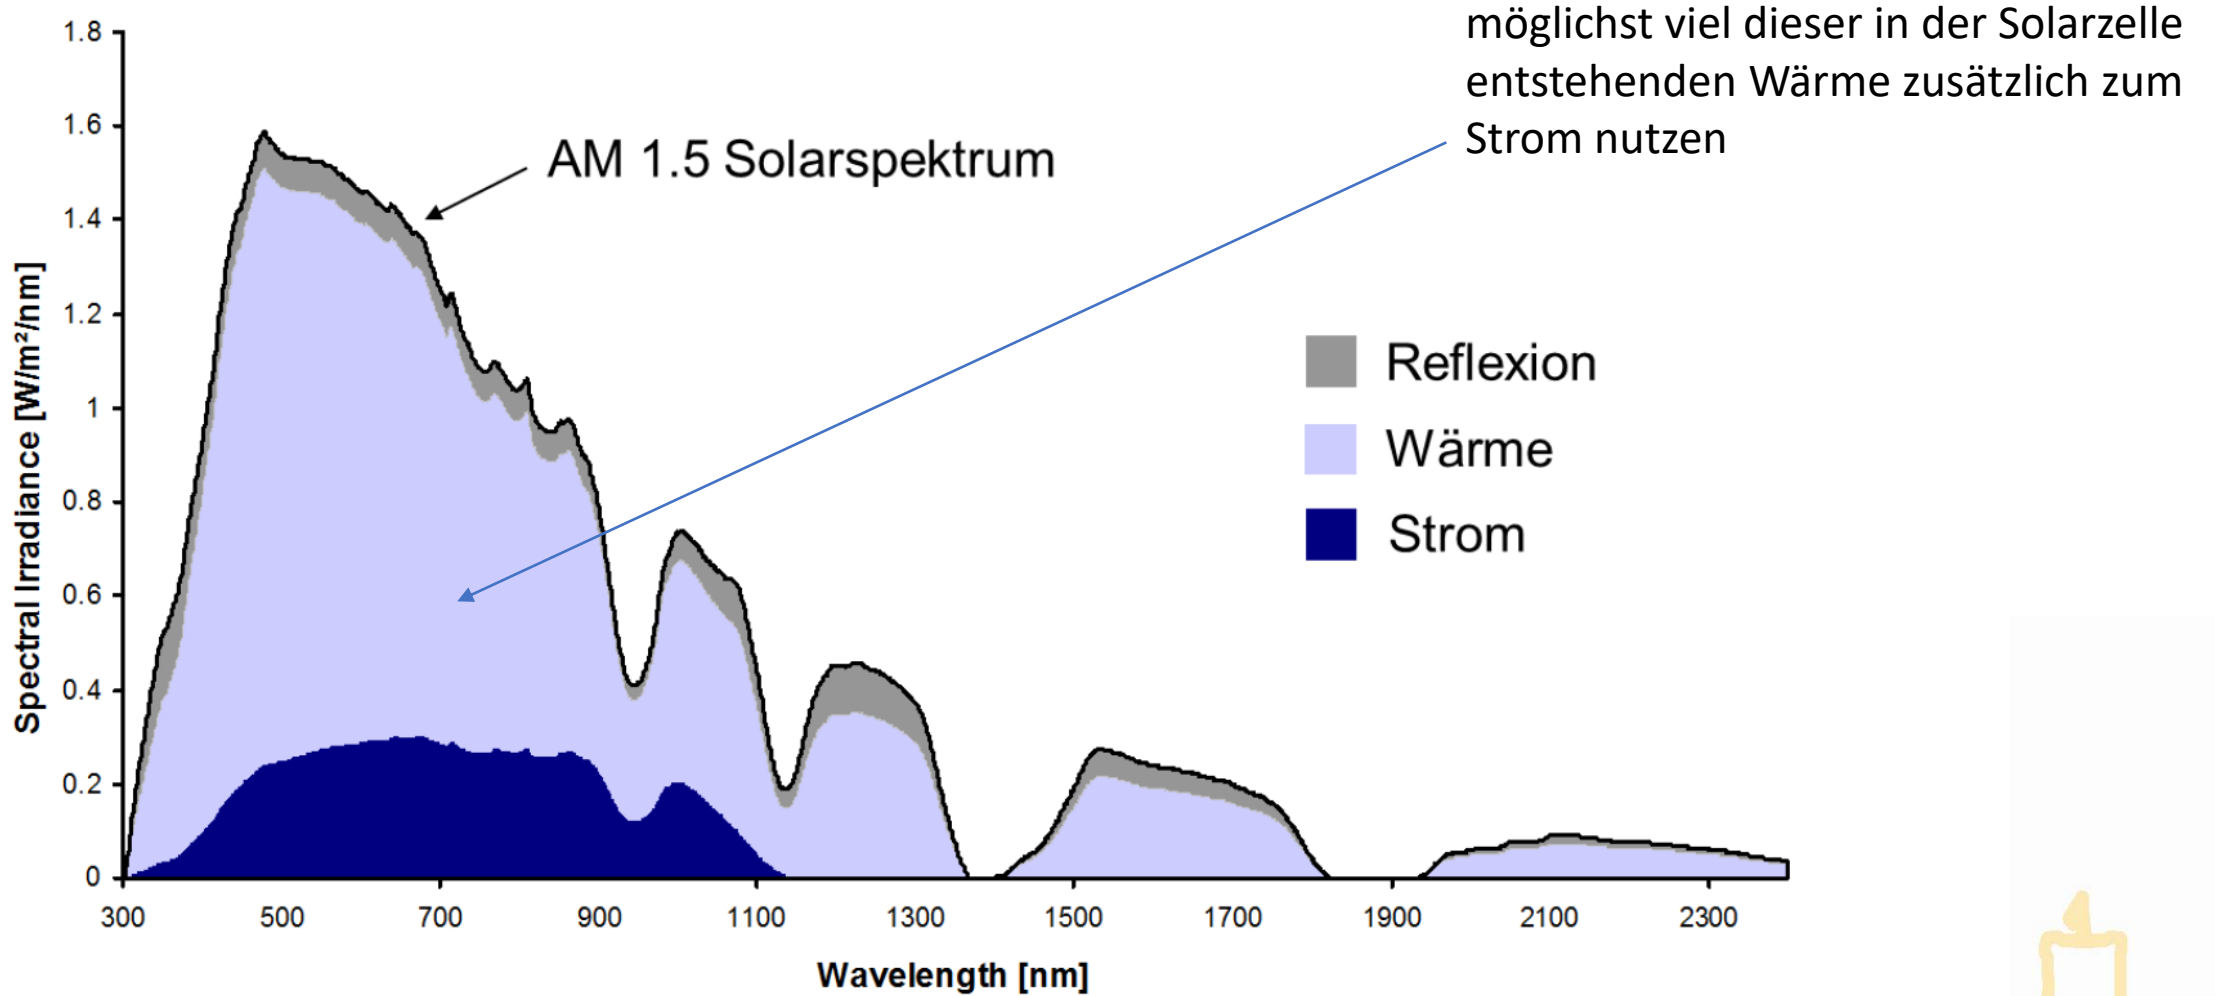 möglichst viel dieser in der Solarzelle
entstehenden Wärme zusätzlich zum
Strom nutzen
AM 1.5 Solarspektrum
Reflexion
Wärme
Strom
Spectral Irradiance [W/m²/nm]
1.8
1.6
1.4
1.2
1
0.8
0.6
0.4
0.2
0
300 500 700 900 1100 1300 1500 1700 1900 2100 2300
Wavelength [nm]